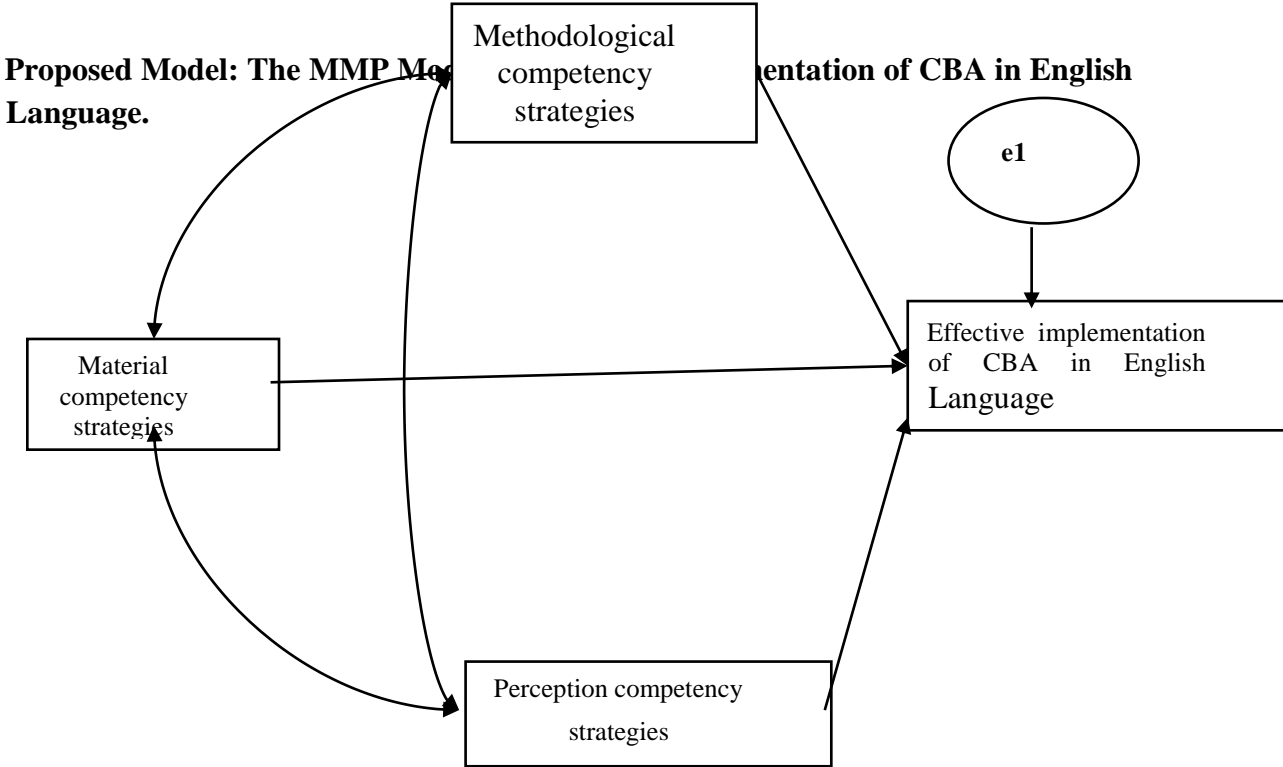 Methodological
competency
strategies
Proposed Model: The MMP entation of CBA in English
Language.
e1
Material
competency
strategies
Effective implementation
of CBA in English
Language
Perception competency
strategies